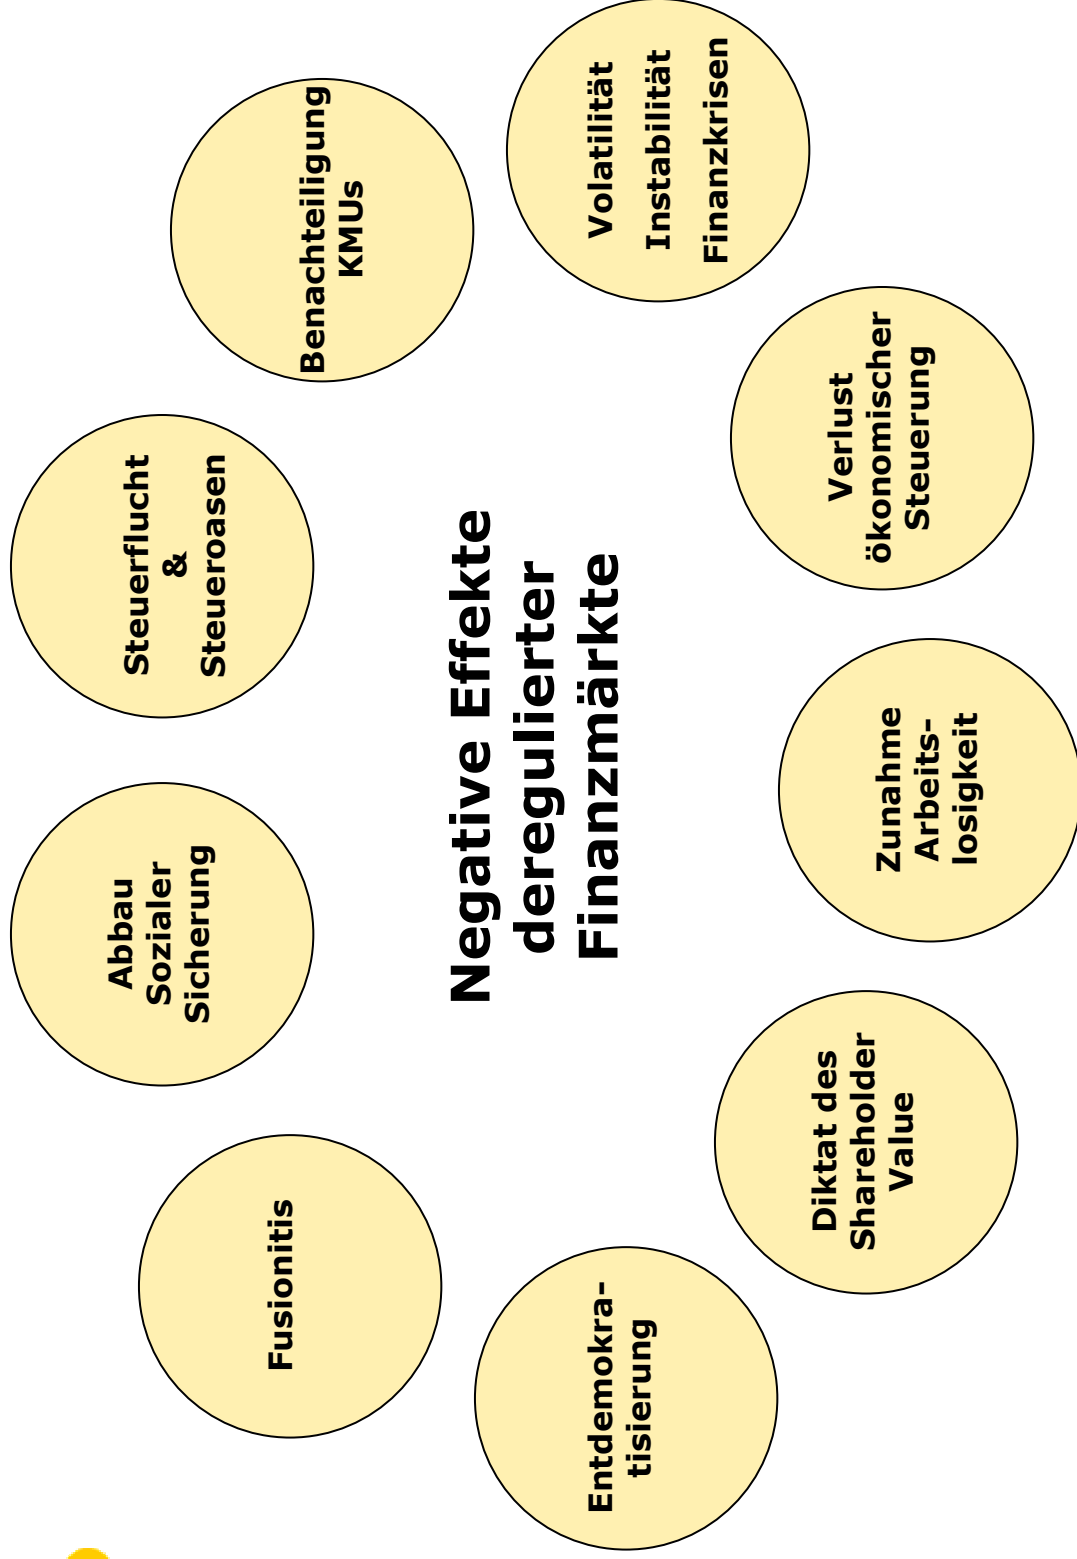 Negative Effekte
deregulierter
Finanzmärkte
Fusionitis
Abbau
Sozialer
Sicherung
Steuerflucht
&
Steueroasen
Benachteiligung
KMUs
Volatilität
Instabilität
Finanzkrisen
Verlust
ökonomischer
Steuerung
Zunahme
Arbeits-
losigkeit
Diktat des
Shareholder
Value
Entdemokra-
tisierung